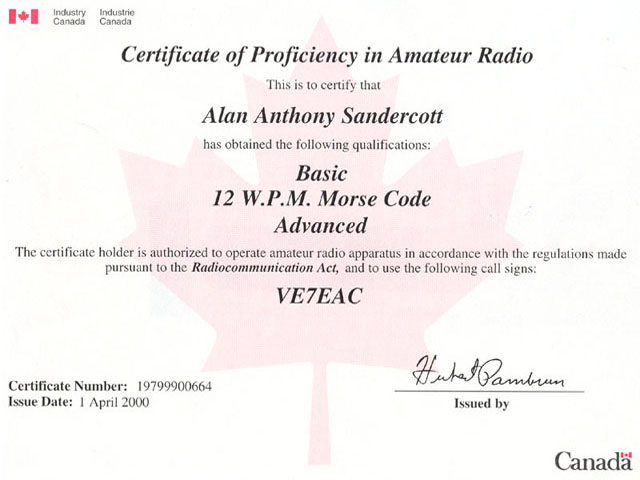 Industry Industrie
Canada Canada
Certificate of Proficiency in Amateur Radio
This is to certify that
Alan Anthony Sandercott
has obtained the following qualifications:
Basic
12 W.P.M. Morse Code
Advanced
The certificate holder is authorized to operate amateur radio apparatus in accordance with the regulations made
pursuant to the Radiocommunication Act, and to use the following call signs:
VE7EAC
Hubert Pambrun
Certificate Number: 19799900664
Issue Date: 1 April 2000
Issued by
Canada